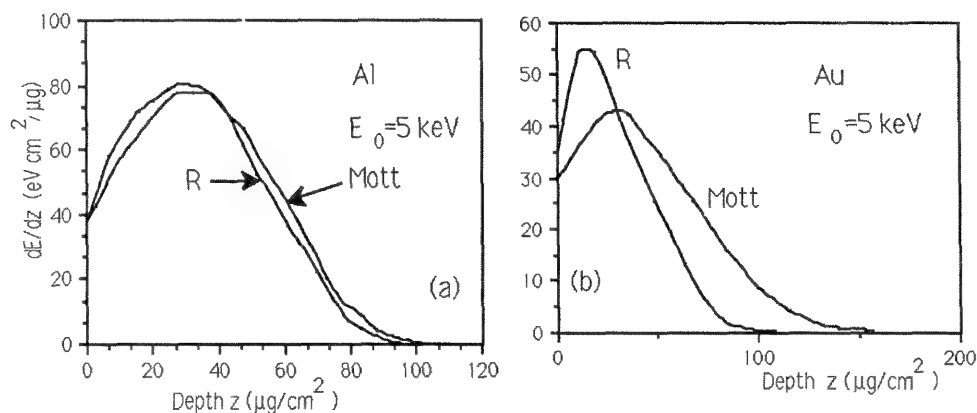 100
80
60
40
20
0
dE/dz (eV cm²/µg)
Al
E₀=5 keV
R
Mott
(a)
0 20 40 60 80 100 120
Depth z (µg/cm²)
60
50
40
30
20
10
0
R
Au
E₀=5 keV
Mott
(b)
0 100 200
Depth z (µg/cm²)